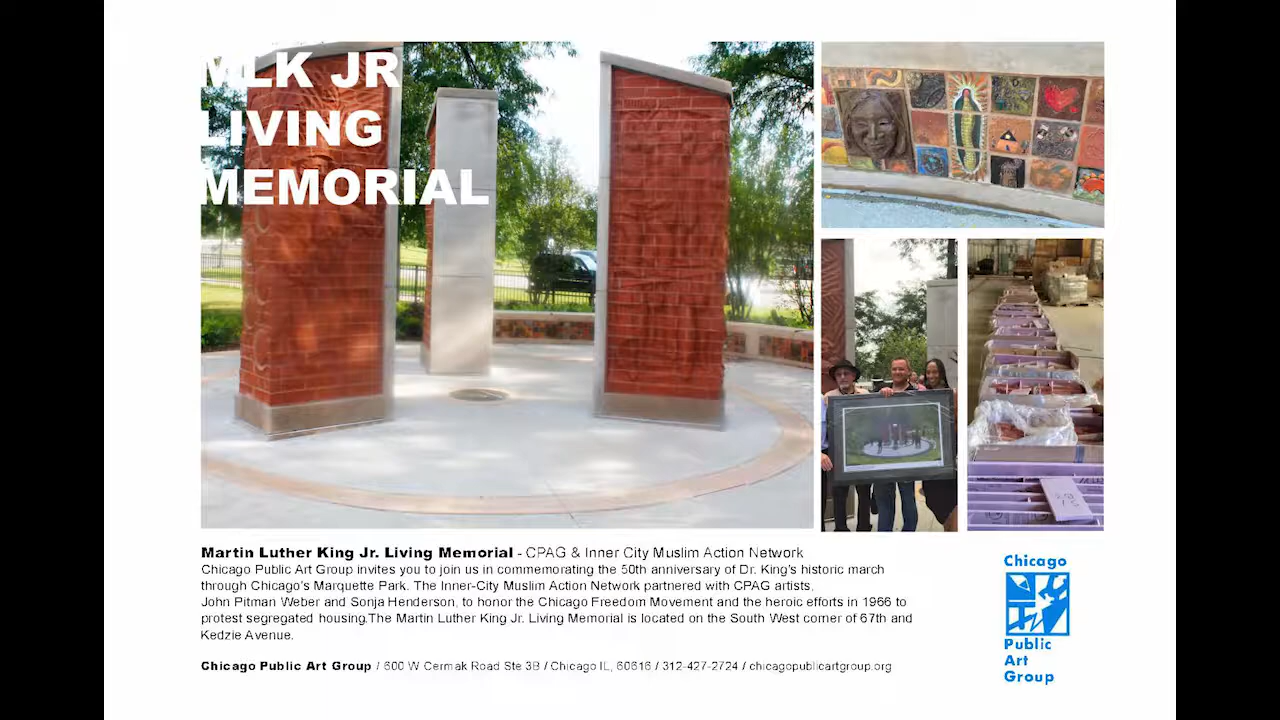 MLK JR
LIVING
MEMORIAL
Martin Luther King Jr. Living Memorial - CPAG & Inner City Muslim Action Network
Chicago Public Art Group invites you to join us in commemorating the 50th anniversary of Dr. King's historic march
through Chicago's Marquette Park. The Inner-City Muslim Action Network partnered with CPAG artists,
John Pitman Weber and Sonja Henderson, to honor the Chicago Freedom Movement and the heroic efforts in 1966 to
protest segregated housing.The Martin Luther King Jr. Living Memorial is located on the South West corner of 67th and
Kedzie Avenue.
Chicago Public Art Group / 600 W Cermak Road Ste 3B / Chicago IL, 60616 / 312-427-2724 / chicagopublicartgroup.org
Chicago
Public
Art
Group